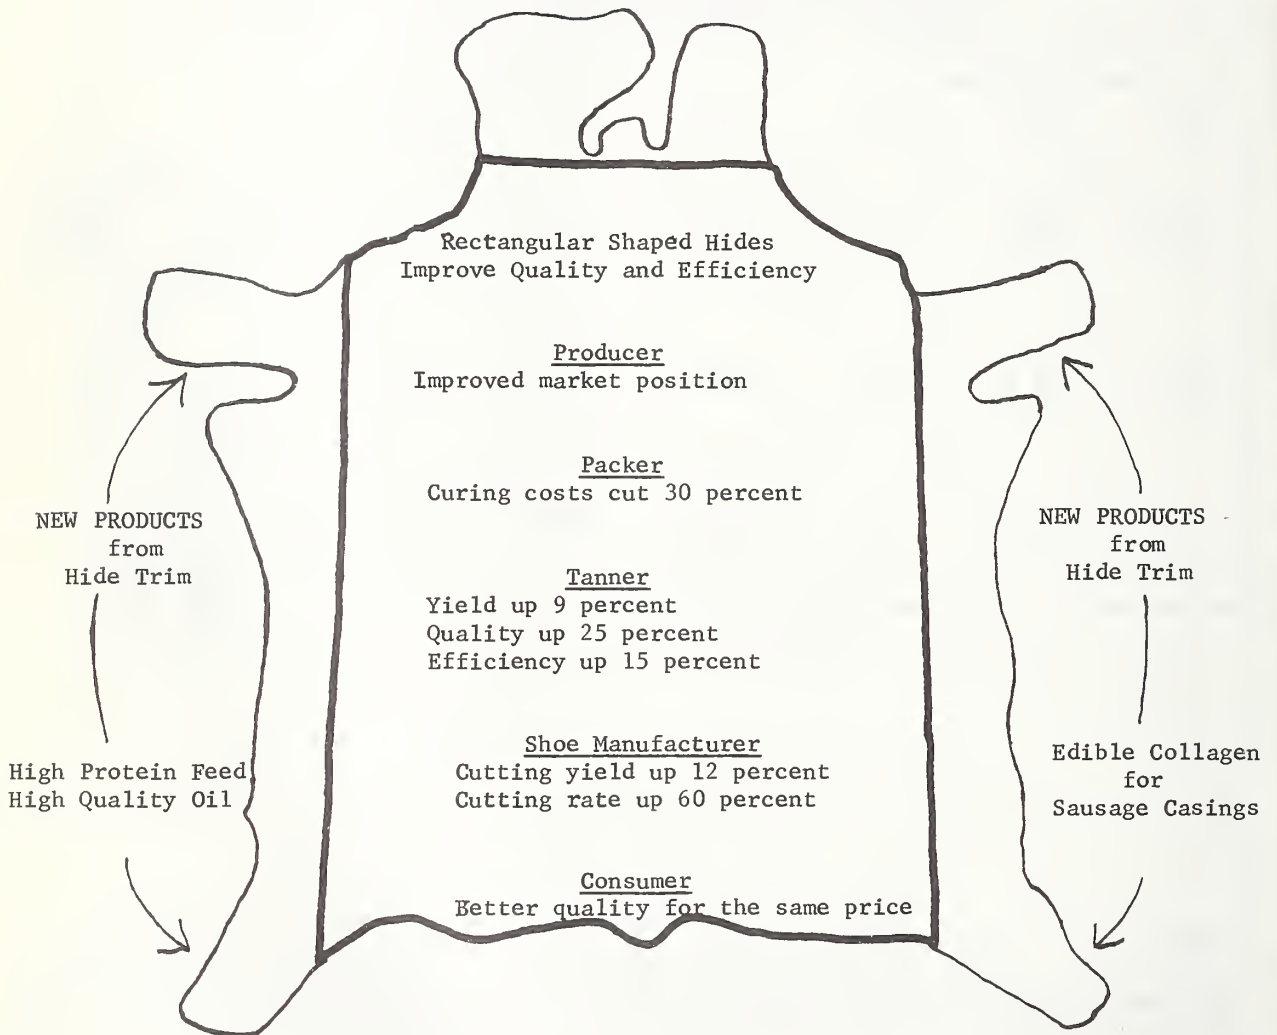 Rectangular Shaped Hides
Improve Quality and Efficiency
Producer
Improved market position
Packer
Curing costs cut 30 percent
Tanner
Yield up 9 percent
Quality up 25 percent
Efficiency up 15 percent
Shoe Manufacturer
Cutting yield up 12 percent
Cutting rate up 60 percent
Consumer
Better quality for the same price
NEW PRODUCTS
from
Hide Trim
High Protein Feed
High Quality Oil
NEW PRODUCTS
from
Hide Trim
Edible Collagen
for
Sausage Casings